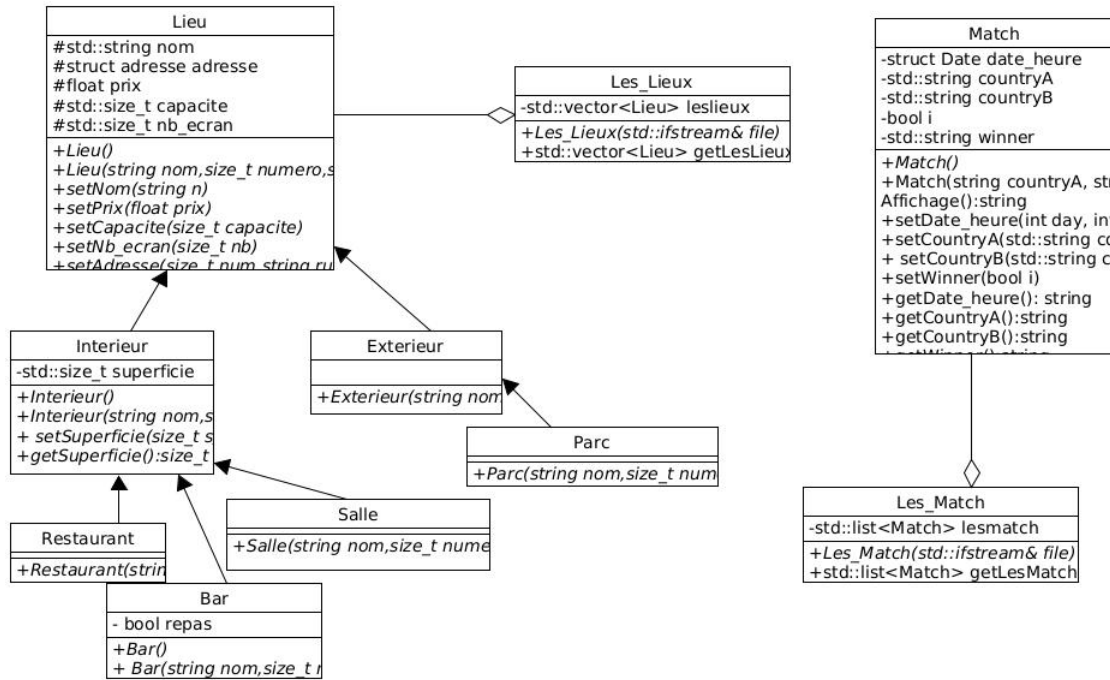 Lieu
#std::string nom
#struct adresse adresse
#float prix
#std::size_t capacite
#std::size_t nb_ecran
+Lieu()
+Lieu(string nom,size_t numero,s
+setNom(string n)
+setPrix(float prix)
+setCapacite(size_t capacite)
+setNb_ecran(size_t nb)
+setAdresse(size_t num,string ru
Les_Lieux
-std::vector<Lieu> leslieux
+Les_Lieux(std::ifstream& file)
+std::vector<Lieu> getLesLieux
Match
-struct Date date_heure
-std::string countryA
-std::string countryB
-bool i
-std::string winner
+Match()
+Match(string countryA, str
Affichage():string
+setDate_heure(int day, int
+setCountryA(std::string co
+ setCountryB(std::string c
+setWinner(bool i)
+getDate_heure(): string
+getCountryA():string
+getCountryB():string
+getWinner():string
Interieur
-std::size_t superficie
+Interieur()
+Interieur(string nom,s
+ setSuperficie(size_t s
+getSuperficie():size_t
Exterieur
+Exterieur(string nom
Parc
+Parc(string nom,size_t num
Salle
+Salle(string nom,size_t nume
Restaurant
+Restaurant(strin
Bar
- bool repas
+Bar()
+ Bar(string nom,size_t r
Les_Match
-std::list<Match> lesmatch
+Les_Match(std::ifstream& file)
+std::list<Match> getLesMatch